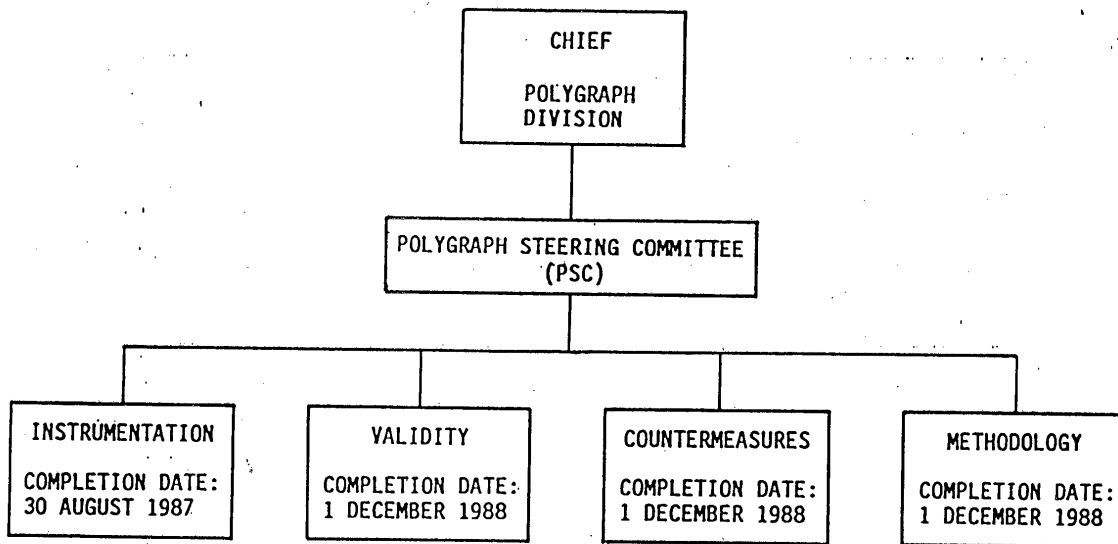 CHIEF
POLYGRAPH
DIVISION
POLYGRAPH STEERING COMMITTEE
(PSC)
INSTRUMENTATION
COMPLETION DATE:
30 AUGUST 1987
VALIDITY
COMPLETION DATE:
1 DECEMBER 1988
COUNTERMEASURES
COMPLETION DATE:
1 DECEMBER 1988
METHODOLOGY
COMPLETION DATE:
1 DECEMBER 1988